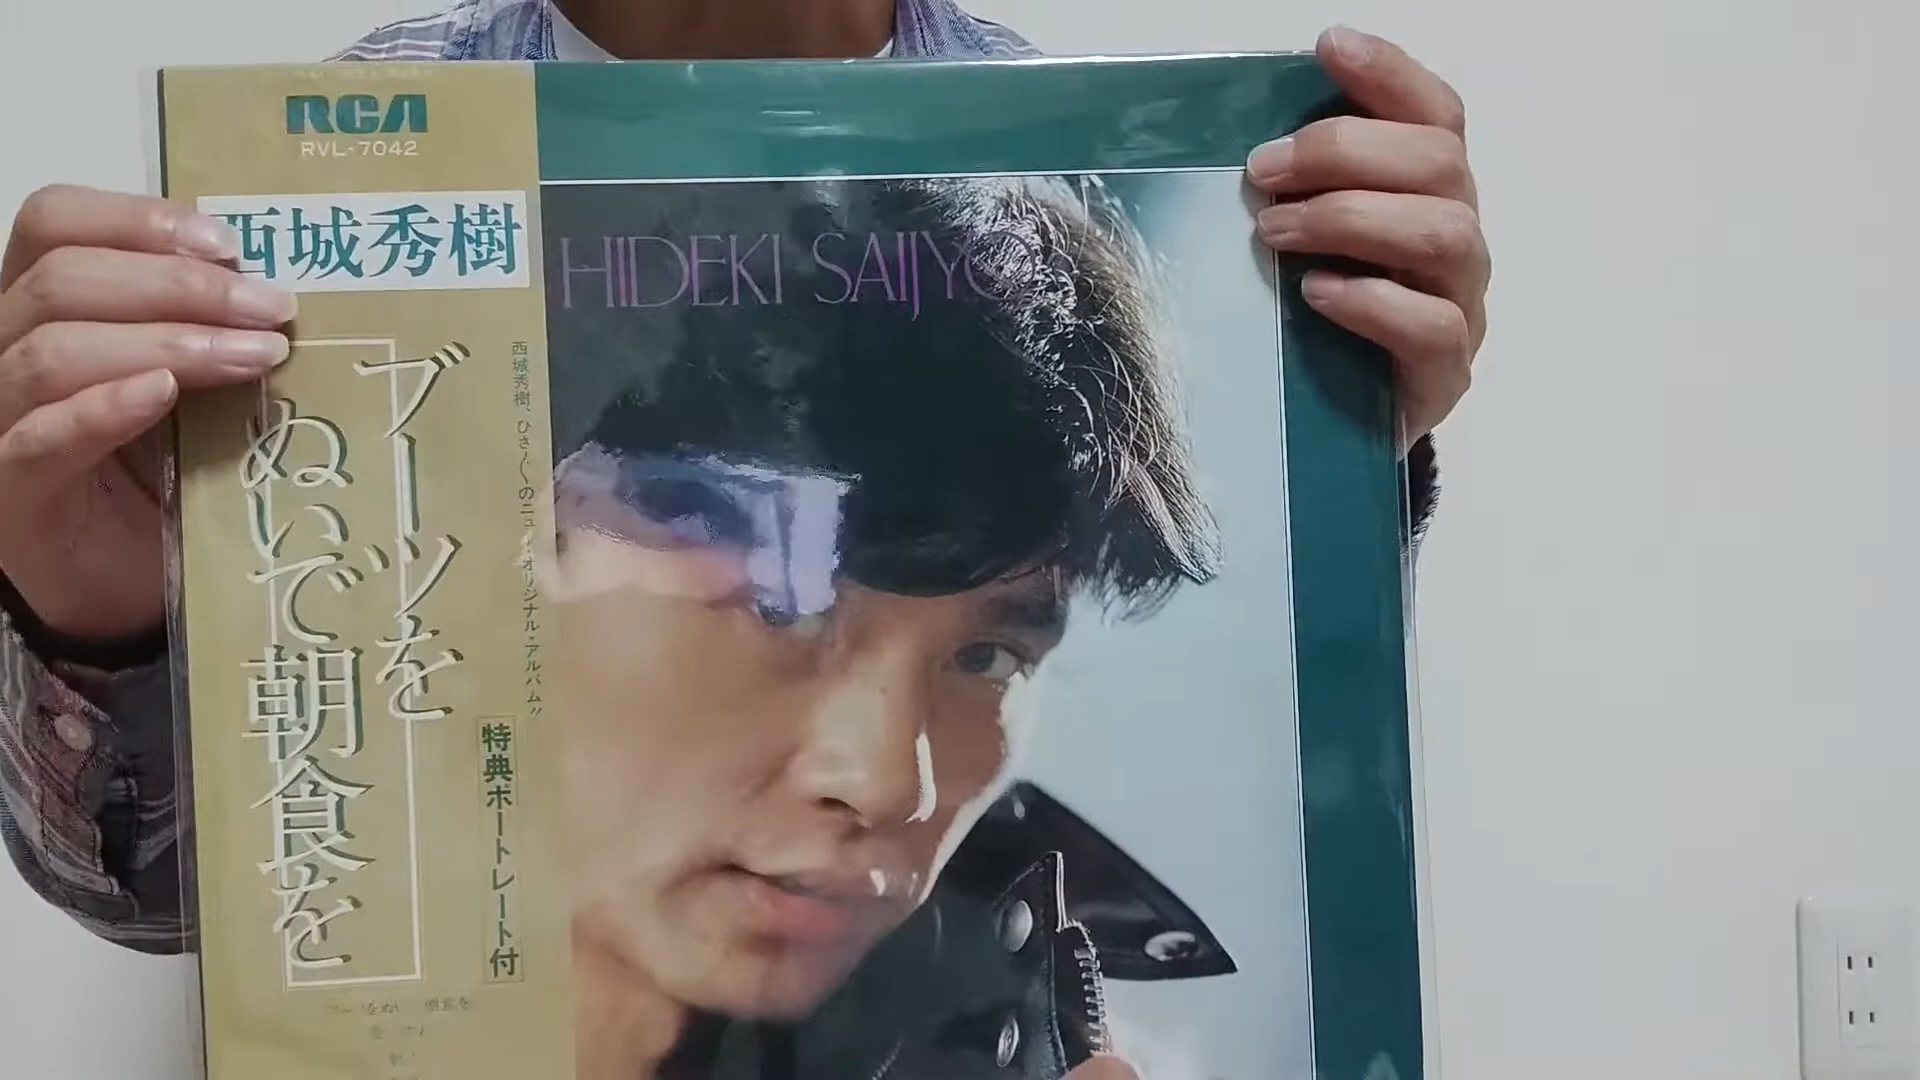 RCA
RVL-7042
西城秀樹
HIDEKI SAIJYO
西城秀樹、ひさ〲のニュー・オリジナル・アルバム〃
ブーツを
ぬいで朝食を
特典ポートレート付